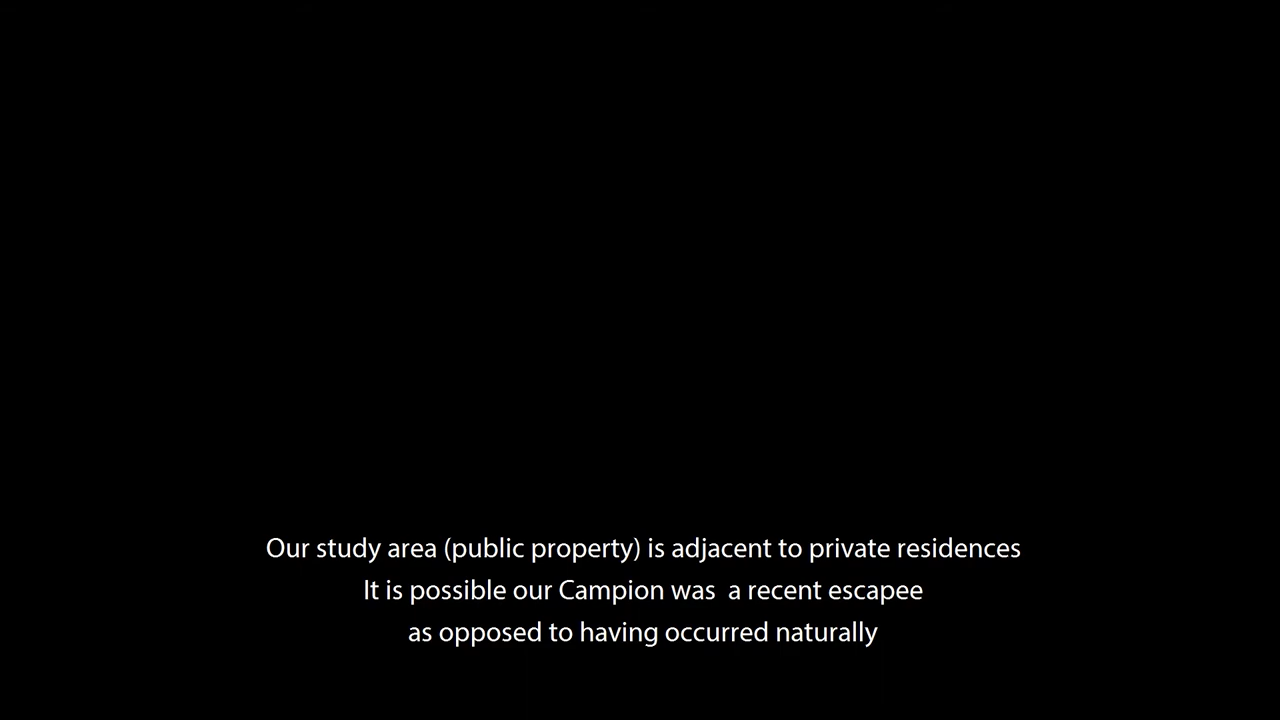 Our study area (public property) is adjacent to private residences
It is possible our Campion was  a recent escapee
as opposed to having occurred naturally